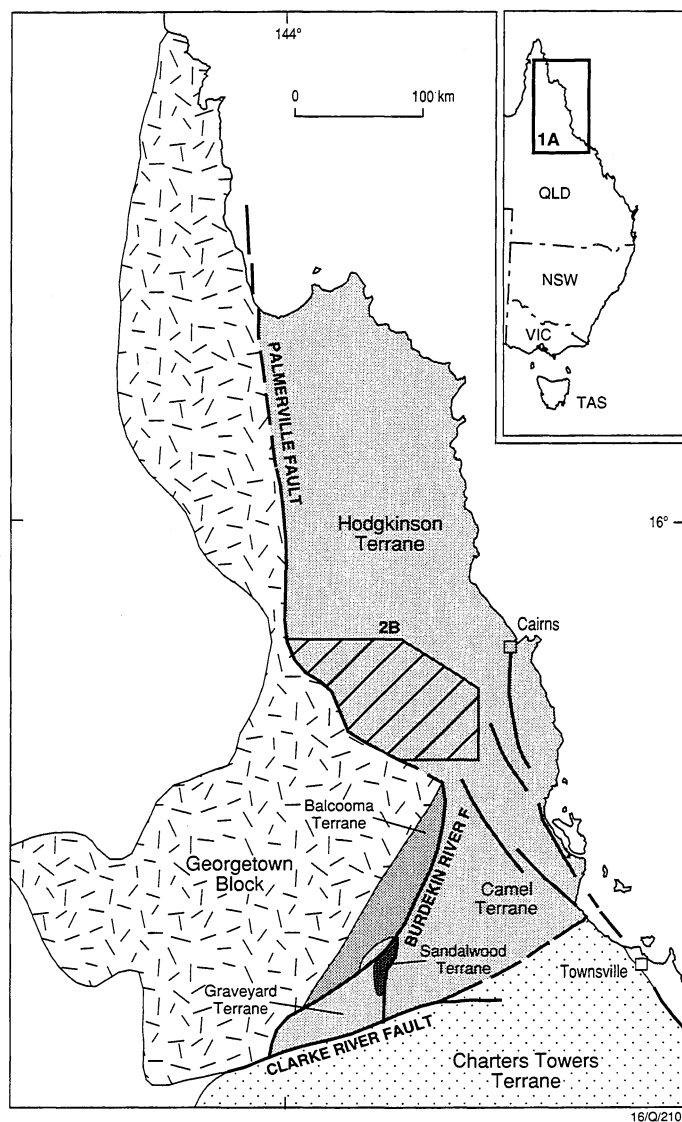 144°
0 100 km
1A
QLD
NSW
VIC
TAS
PALMERVILLE FAULT
Hodgkinson
Terrane
16°
2B
Cairns
Balcooma
Terrane
BURDEKIN RIVER F
Georgetown
Block
Camel
Terrane
Sandalwood
Terrane
Townsville
Graveyard
Terrane
CLARKE RIVER FAULT
Charters Towers
Terrane
16/Q/210